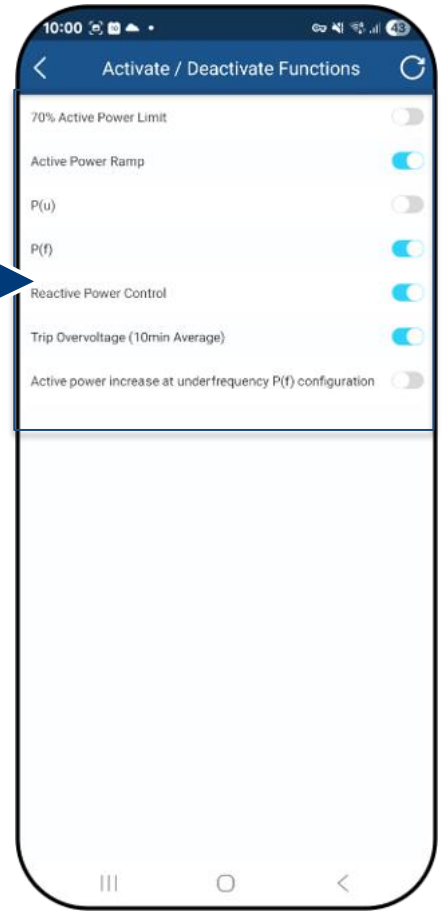 10:00
43
Activate / Deactivate Functions
70% Active Power Limit
Active Power Ramp
P(u)
P(f)
Reactive Power Control
Trip Overvoltage (10min Average)
Active power increase at underfrequency P(f) configuration